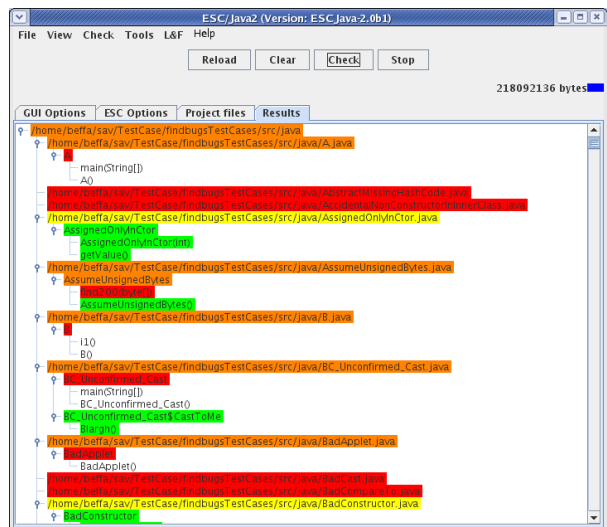 ESC/Java2 (Version: ESCJava-2.0b1)
File View Check Tools L&F Help
Reload Clear Check Stop
218092136 bytes
GUI Options ESC Options Project files Results
/home/beffa/sav/TestCase/findbugsTestCases/src/java
/home/beffa/sav/TestCase/findbugsTestCases/src/java/A.java
A
main(String[])
A()
/home/beffa/sav/TestCase/findbugsTestCases/src/java/AbstractMissingHashCode.java
/home/beffa/sav/TestCase/findbugsTestCases/src/java/AccidentalNonConstructorInInnerClass.java
/home/beffa/sav/TestCase/findbugsTestCases/src/java/AssignedOnlyInCtor.java
AssignedOnlyInCtor
AssignedOnlyInCtor(int)
getValue()
/home/beffa/sav/TestCase/findbugsTestCases/src/java/AssumeUnsignedBytes.java
AssumeUnsignedBytes
find200(byte[])
AssumeUnsignedBytes()
/home/beffa/sav/TestCase/findbugsTestCases/src/java/B.java
B
i1()
B()
/home/beffa/sav/TestCase/findbugsTestCases/src/java/BC_Unconfirmed_Cast.java
BC_Unconfirmed_Cast
main(String[])
BC_Unconfirmed_Cast()
BC_Unconfirmed_Cast$CastToMe
Blargh()
/home/beffa/sav/TestCase/findbugsTestCases/src/java/BadApplet.java
BadApplet
BadApplet()
/home/beffa/sav/TestCase/findbugsTestCases/src/java/BadCast.java
/home/beffa/sav/TestCase/findbugsTestCases/src/java/BadCompareTo.java
/home/beffa/sav/TestCase/findbugsTestCases/src/java/BadConstructor.java
BadConstructor